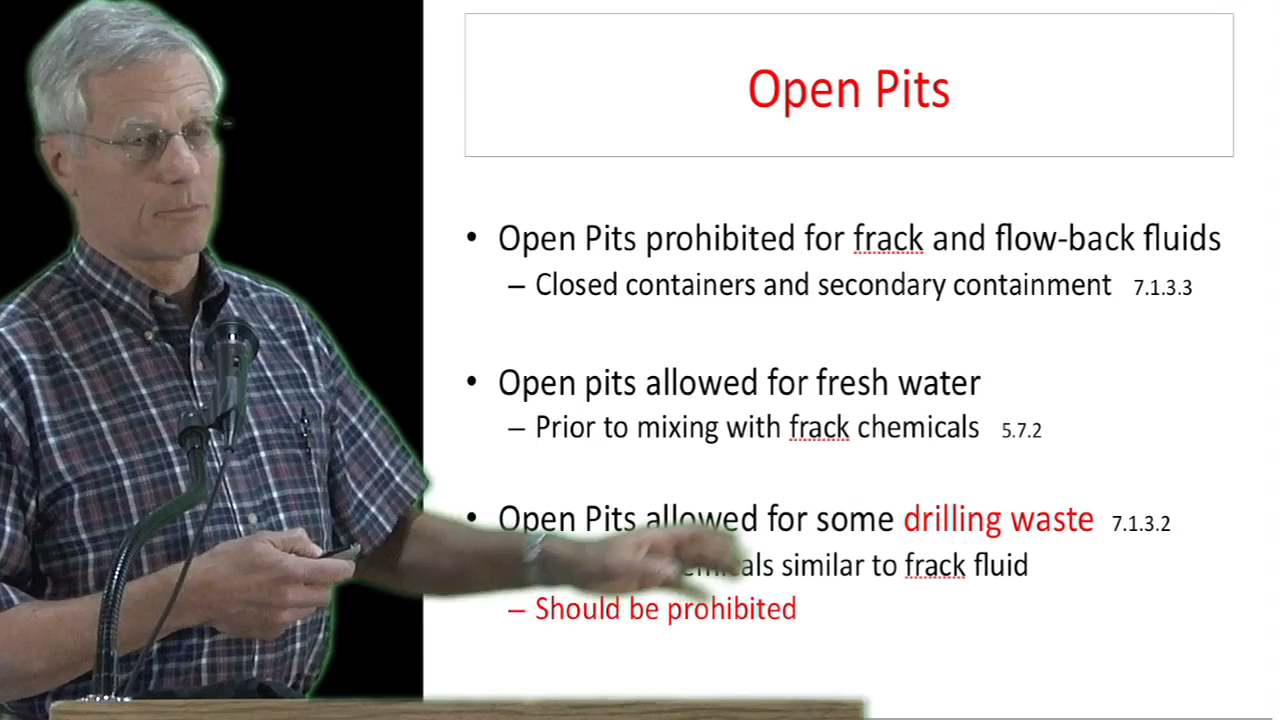 Open Pits
• Open Pits prohibited for frack and flow-back fluids
– Closed containers and secondary containment 7.1.3.3
• Open pits allowed for fresh water
– Prior to mixing with frack chemicals 5.7.2
• Open Pits allowed for some drilling waste 7.1.3.2
similar to frack fluid
– Should be prohibited